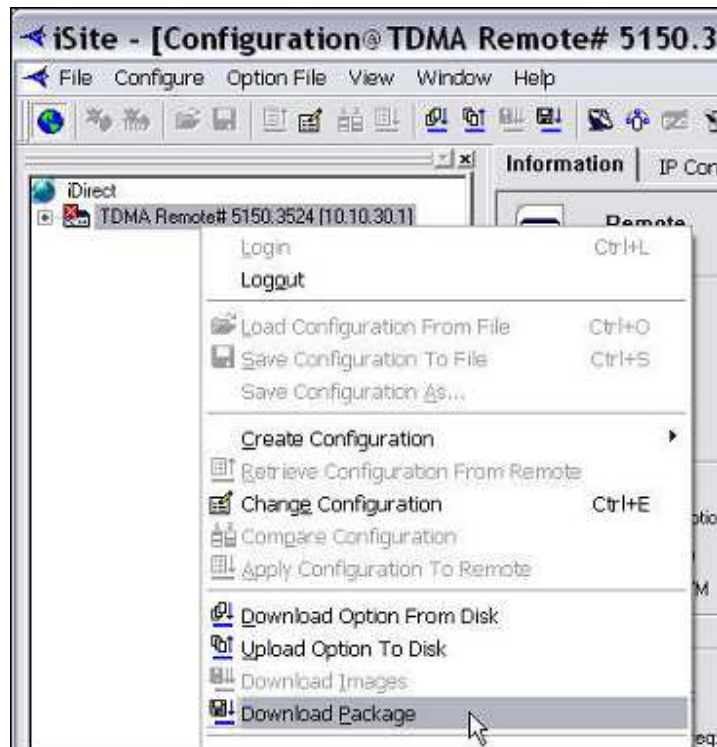 iSite - [Configuration@TDMA Remote# 5150.3
File Configure Option File View Window Help
Information IP Con
iDirect
TDMA Remote# 5150.3524 [10.10.30.1]
Remote
Login Ctrl+L
Logout
Load Configuration From File Ctrl+O
Save Configuration To File Ctrl+S
Save Configuration As...
Create Configuration
Retrieve Configuration From Remote
Change Configuration Ctrl+E
Compare Configuration
Apply Configuration To Remote
ptio
M
Download Option From Disk
Upload Option To Disk
Download Images
Download Package
eq